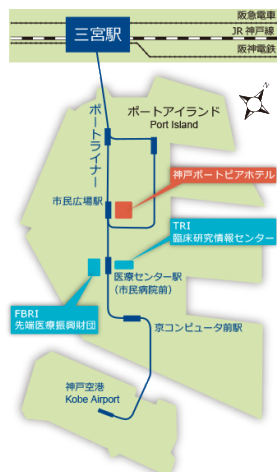 阪急電車
JR 神戸線
阪神電鉄
三宮駅
ポートライナー
ポートアイランド
Port Island
神戸ポートピアホテル
市民広場駅
TRI
臨床研究情報センター
医療センター駅
(市民病院前)
FBRI
先端医療振興財団
京コンピュータ前駅
神戸空港
Kobe Airport